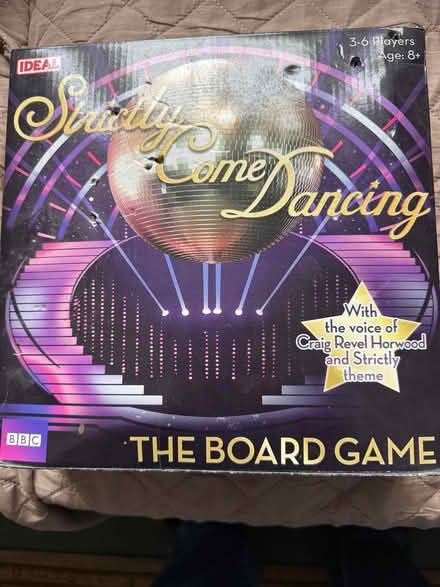 IDEAL
3-6 Players
Age: 8+
Strictly
Come
Dancing
With
the voice of
Craig Revel Horwood
and Strictly
theme
BBC
THE BOARD GAME